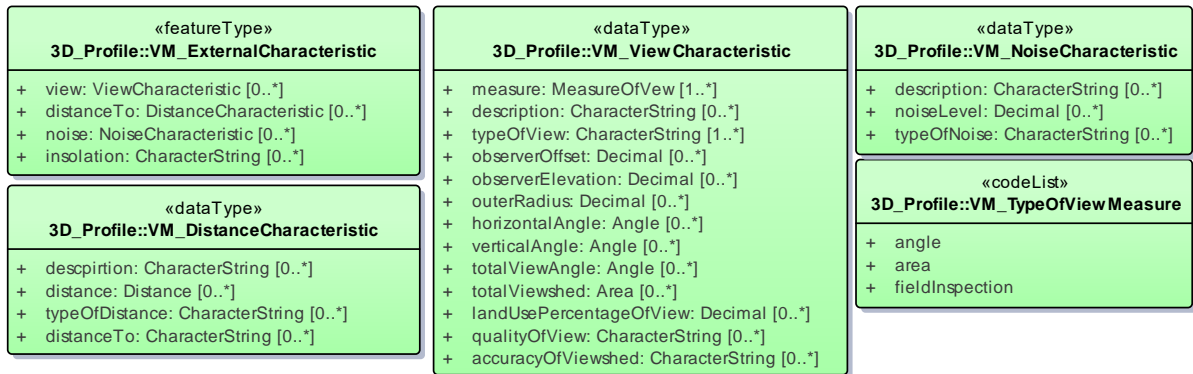 «featureType»
3D_Profile::VM_ExternalCharacteristic
+ view: ViewCharacteristic [0..*]
+ distanceTo: DistanceCharacteristic [0..*]
+ noise: NoiseCharacteristic [0..*]
+ insolation: CharacterString [0..*]
«dataType»
3D_Profile::VM_DistanceCharacteristic
+ descpirtion: CharacterString [0..*]
+ distance: Distance [0..*]
+ typeOfDistance: CharacterString [0..*]
+ distanceTo: CharacterString [0..*]
«dataType»
3D_Profile::VM_ViewCharacteristic
+ measure: MeasureOfVew [1..*]
+ description: CharacterString [0..*]
+ typeOfView: CharacterString [1..*]
+ observerOffset: Decimal [0..*]
+ observerElevation: Decimal [0..*]
+ outerRadius: Decimal [0..*]
+ horizontalAngle: Angle [0..*]
+ verticalAngle: Angle [0..*]
+ totalViewAngle: Angle [0..*]
+ totalViewshed: Area [0..*]
+ landUsePercentageOfView: Decimal [0..*]
+ qualityOfView: CharacterString [0..*]
+ accuracyOfViewshed: CharacterString [0..*]
«dataType»
3D_Profile::VM_NoiseCharacteristic
+ description: CharacterString [0..*]
+ noiseLevel: Decimal [0..*]
+ typeOfNoise: CharacterString [0..*]
«codeList»
3D_Profile::VM_TypeOfViewMeasure
+ angle
+ area
+ fieldInspection